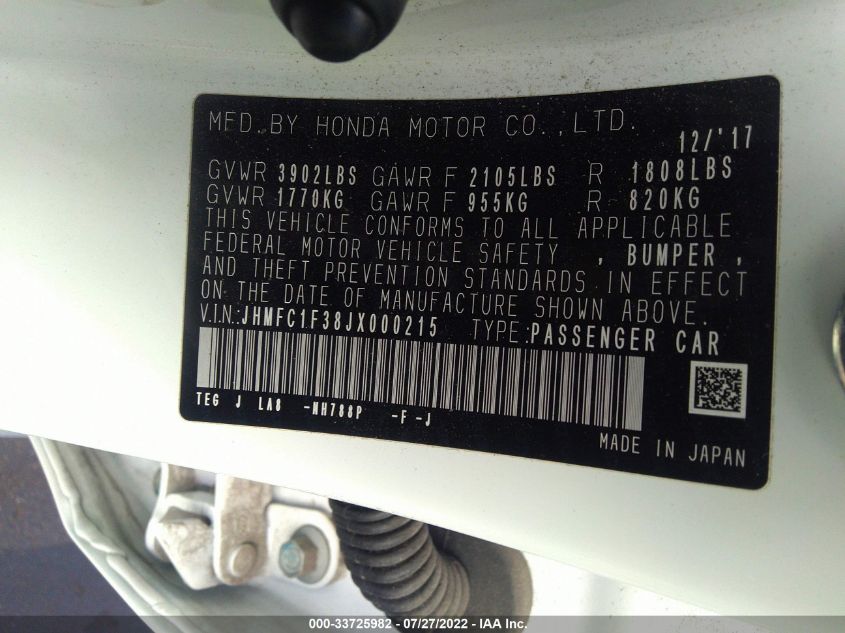 MFD.BY HONDA MOTOR CO.,LTD. 12/'17
GVWR 3902LBS GAWR F 2105LBS R 1808LBS
GVWR 1770KG GAWR F 955KG R 820KG
THIS VEHICLE CONFORMS TO ALL APPLICABLE
FEDERAL MOTOR VEHICLE SAFETY , BUMPER ,
AND THEFT PREVENTION STANDARDS IN EFFECT
ON THE DATE OF MANUFACTURE SHOWN ABOVE.
V.I.N.:JHMFC1F38JX000215 TYPE:PASSENGER CAR
TEG J LA8 -NH788P -F -J
MADE IN JAPAN
000-33725982 / 07/27/2022 - IAA Inc.